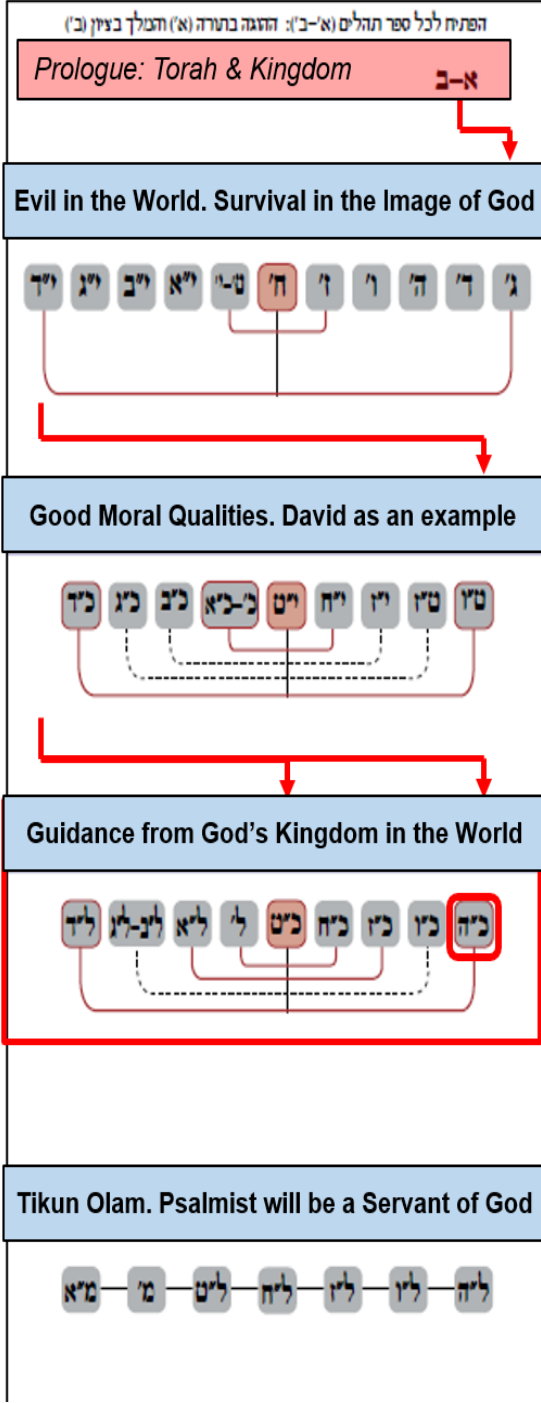 הפתיח לכל ספר תהלים (א'–ב'): ההוגה בתורה (א') והמלך בציון (ב')
Prologue: Torah & Kingdom א–ב
Evil in the World. Survival in the Image of God
ג' ד' ה' ו' ז' ח' ט'-י' י"א י"ב י"ג י"ד
Good Moral Qualities. David as an example
ט"ו ט"ז י"ז י"ח י"ט כ'-כ"א כ"ב כ"ג כ"ד
Guidance from God's Kingdom in the World
כ"ה כ"ו כ"ז כ"ח כ"ט ל' ל"א ל"ב-ל"ג ל"ד
Tikun Olam. Psalmist will be a Servant of God
ל"ה ל"ו ל"ז ל"ח ל"ט מ' מ"א